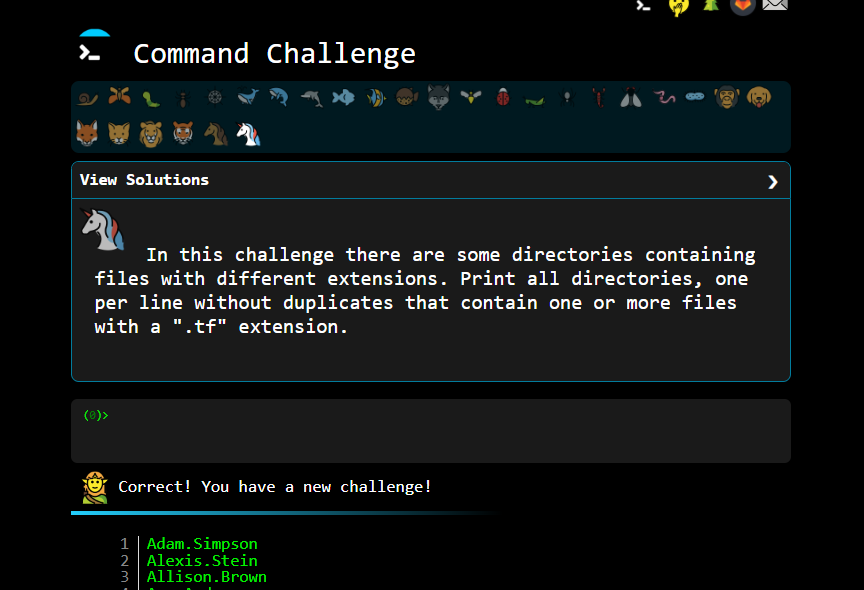 Command Challenge
View Solutions
In this challenge there are some directories containing
files with different extensions. Print all directories, one
per line without duplicates that contain one or more files
with a ".tf" extension.
(0)>
Correct! You have a new challenge!
1 Adam.Simpson
2 Alexis.Stein
3 Allison.Brown